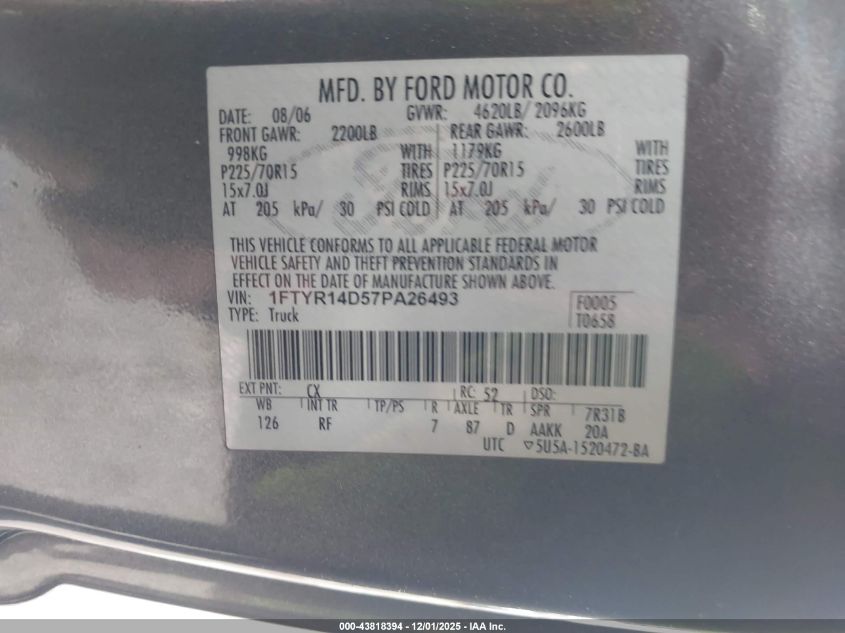 MFD. BY FORD MOTOR CO.
DATE: 08/06 GVWR: 4620LB/ 2096KG
FRONT GAWR: 2200LB REAR GAWR: 2600LB
998KG WITH 1179KG WITH
P225/70R15 TIRES P225/70R15 TIRES
15x7.0J RIMS 15x7.0J RIMS
AT 205 kPa/ 30 PSI COLD AT 205 kPa/ 30 PSI COLD
THIS VEHICLE CONFORMS TO ALL APPLICABLE FEDERAL MOTOR
VEHICLE SAFETY AND THEFT PREVENTION STANDARDS IN
EFFECT ON THE DATE OF MANUFACTURE SHOWN ABOVE.
VIN: 1FTYR14D57PA26493 F0005
TYPE: Truck T0658
EXT PNT: CX RC: 52 DSO:
WB INT TR TP/PS R AXLE TR SPR 7R31B
126 RF 7 87 D AAKK 20A
UTC ▽5U5A-1520472-BA
000-43818394 - 12/01/2025 - IAA Inc.